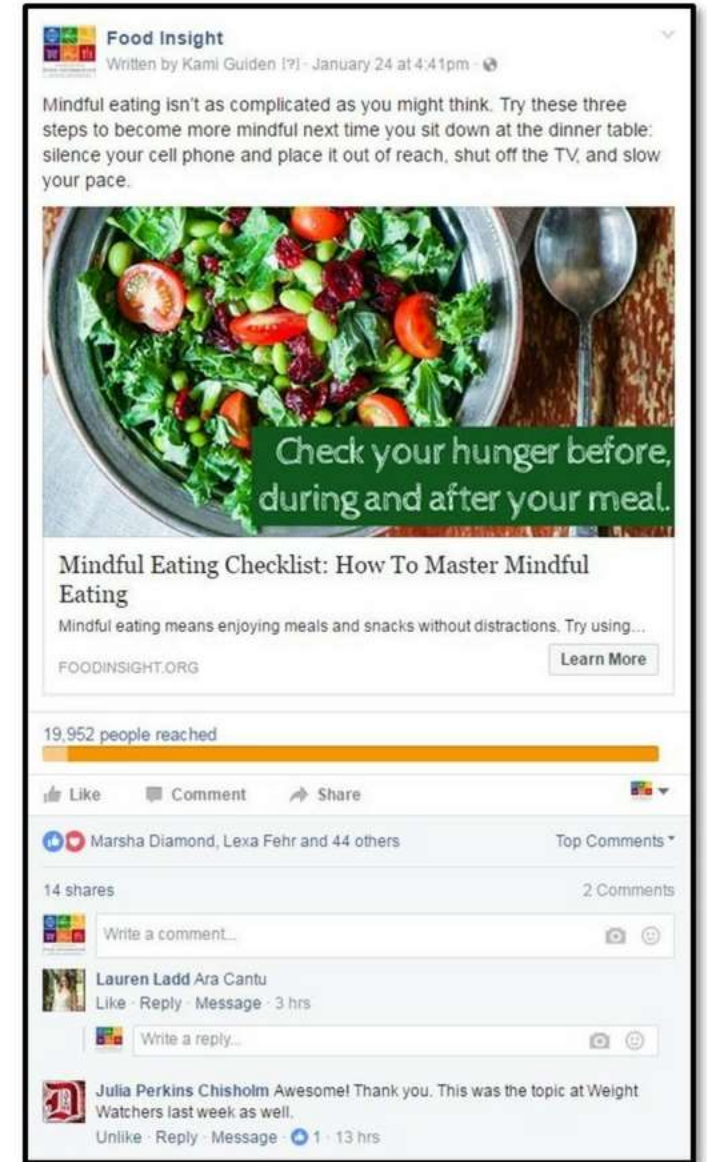 Food Insight
Written by Kami Guiden [?] · January 24 at 4:41pm ·
Mindful eating isn't as complicated as you might think. Try these three
steps to become more mindful next time you sit down at the dinner table:
silence your cell phone and place it out of reach, shut off the TV, and slow
your pace.
Check your hunger before,
during and after your meal.
Mindful Eating Checklist: How To Master Mindful
Eating
Mindful eating means enjoying meals and snacks without distractions. Try using...
FOODINSIGHT.ORG
Learn More
19,952 people reached
Like Comment Share
Marsha Diamond, Lexa Fehr and 44 others Top Comments
14 shares 2 Comments
Write a comment...
Lauren Ladd Ara Cantu
Like · Reply · Message · 3 hrs
Write a reply...
Julia Perkins Chisholm Awesome! Thank you. This was the topic at Weight
Watchers last week as well.
Unlike · Reply · Message · 1 · 13 hrs